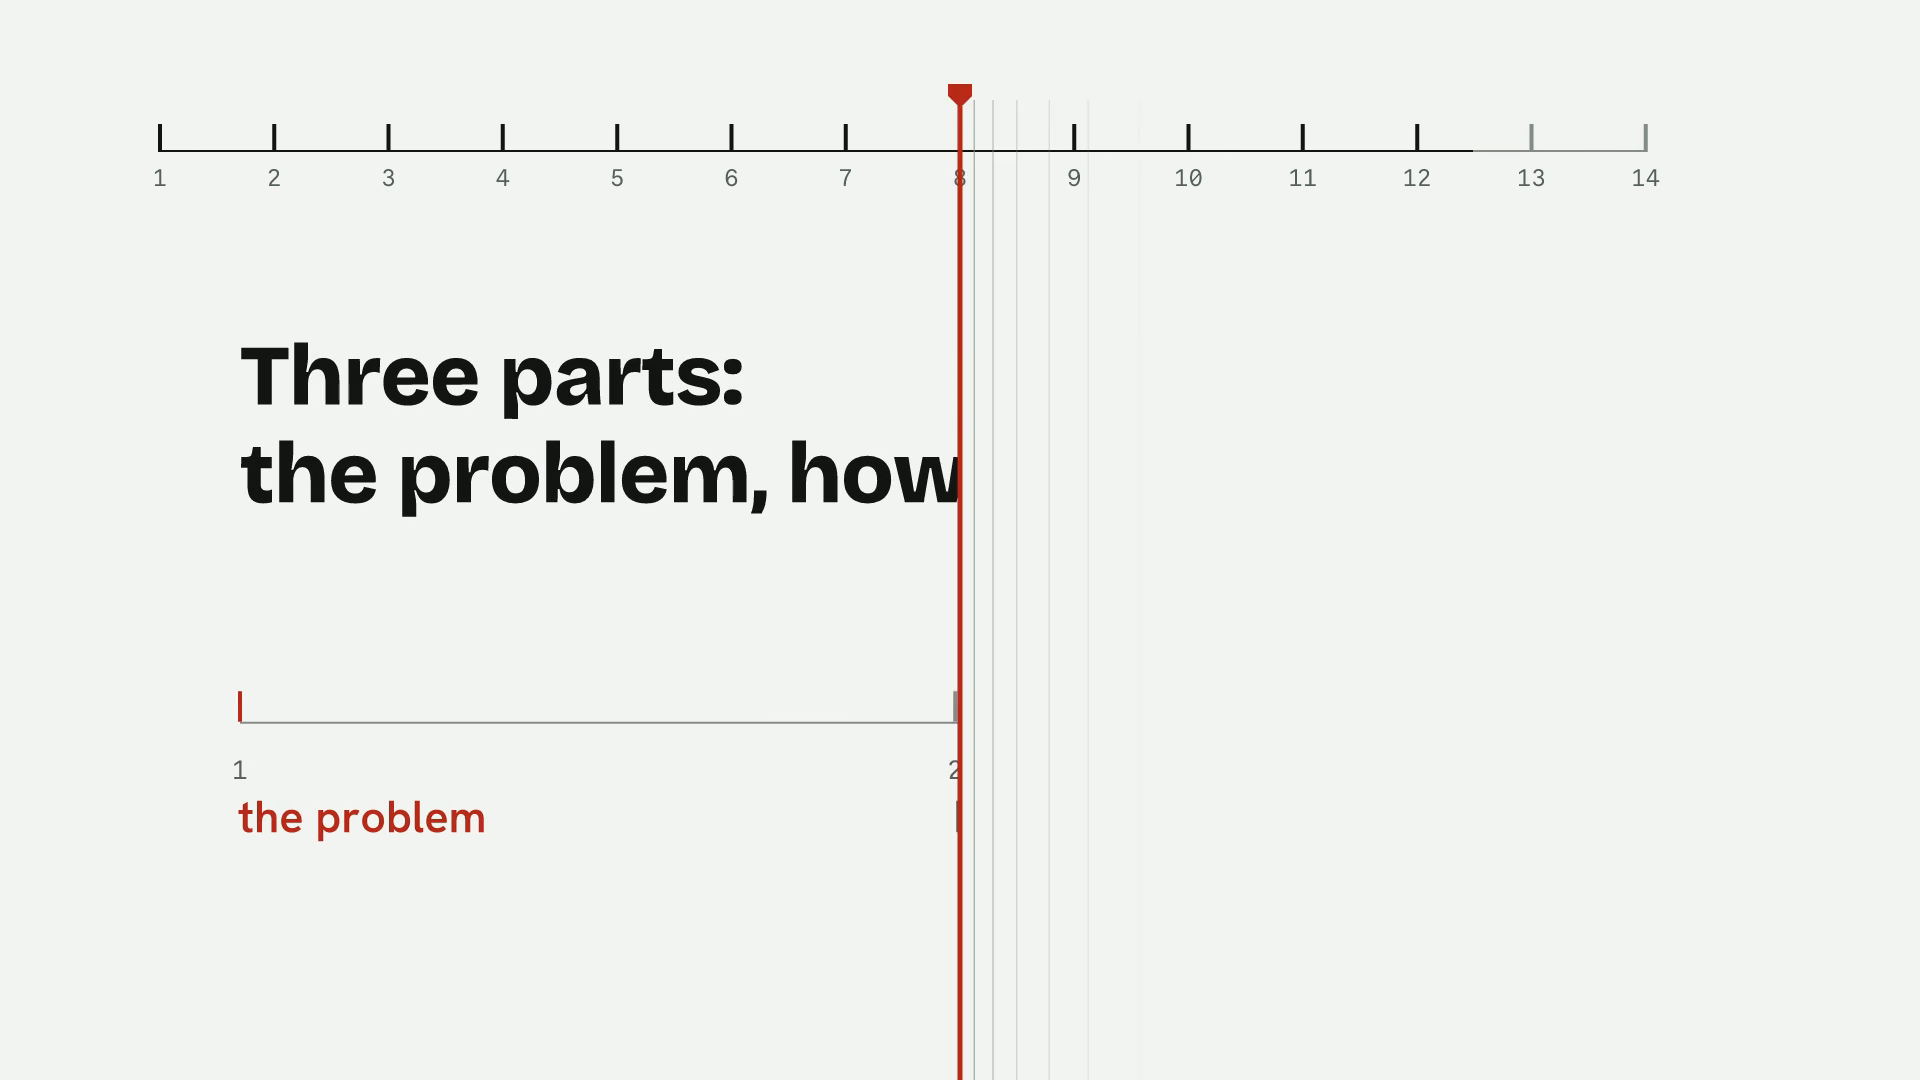 1 2 3 4 5 6 7 8 9 10 11 12 13 14
Three parts:
the problem, how
1 2
the problem